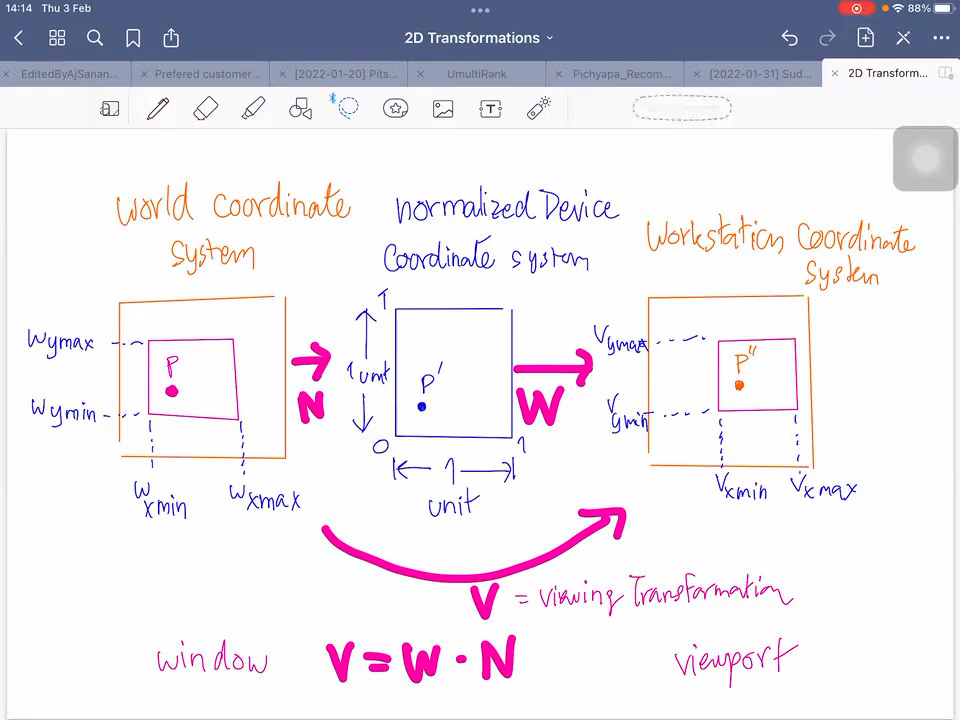 14:14 Thu 3 Feb
88%
2D Transformations
EditedByAjSanan...
Prefered customer...
[2022-01-20] Pits...
UmultiRank
Pichyapa_Recom...
[2022-01-31] Sud...
2D Transform...
World Coordinate
system
normalized Device
Coordinate system
Workstation Coordinate
system
Wymax
Wymin
P
Wxmin
Wxmax
N
1
1 unit
P'
0
1
1
unit
W
Vymax
Vymin
P''
Vxmin
Vxmax
V = viewing Transformation
window
V = W · N
viewport